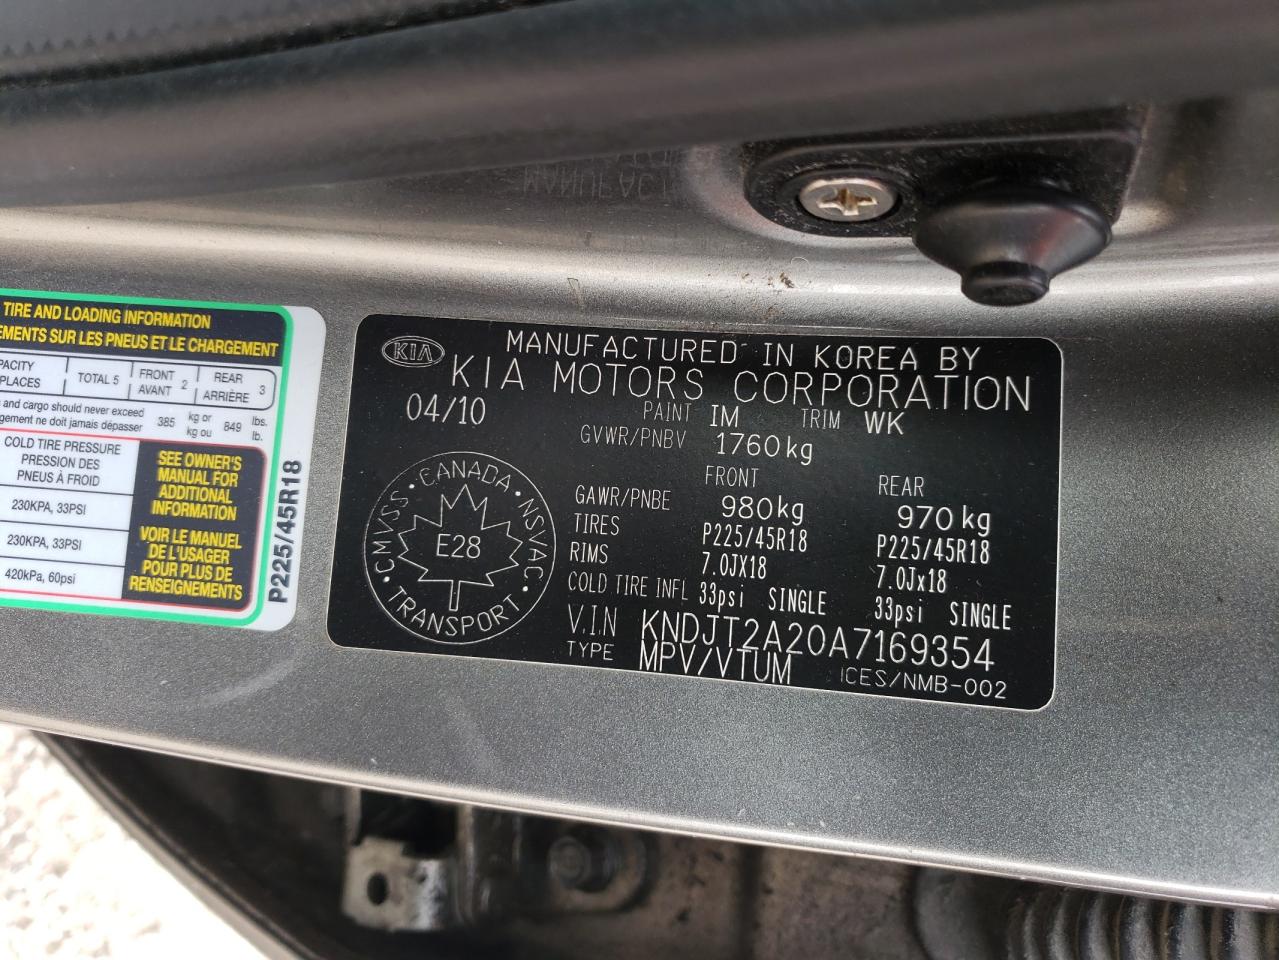 TIRE AND LOADING INFORMATION
EMENTS SUR LES PNEUS ET LE CHARGEMENT
PACITY
PLACES
TOTAL 5
FRONT
AVANT
2
REAR
ARRIÈRE
3
s and cargo should never exceed
rgement ne doit jamais dépasser
385
kg or
kg ou
849
lbs.
lb.
COLD TIRE PRESSURE
PRESSION DES
PNEUS À FROID
230KPA, 33PSI
230KPA, 33PSI
420kPa, 60psi
SEE OWNER'S
MANUAL FOR
ADDITIONAL
INFORMATION
VOIR LE MANUEL
DE L'USAGER
POUR PLUS DE
RENSEIGNEMENTS
P225/45R18
KIA
MANUFACTURED IN KOREA BY
KIA MOTORS CORPORATION
04/10
PAINT IM TRIM WK
GVWR/PNBV 1760kg
FRONT REAR
GAWR/PNBE 980kg 970kg
TIRES P225/45R18 P225/45R18
RIMS 7.0JX18 7.0Jx18
COLD TIRE INFL 33psi SINGLE 33psi SINGLE
V.I.N KNDJT2A20A7169354
TYPE MPV/VTUM ICES/NMB-002
CMVSS · CANADA · NSVAC · TRANSPORT ·
E28